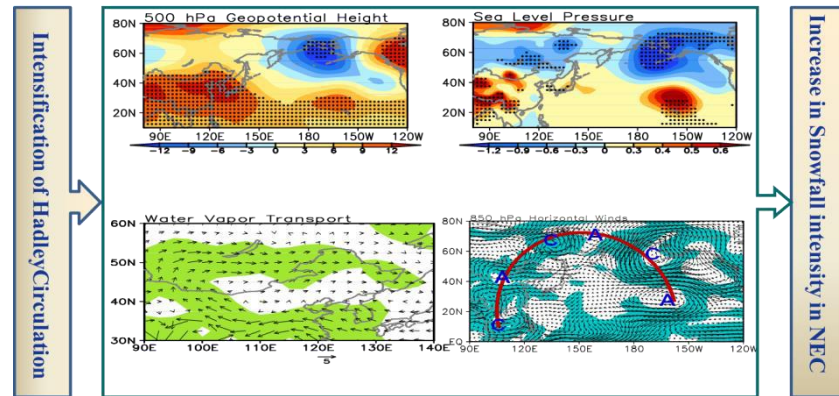 Intensification of HadleyCirculation
500 hPa Geopotential Height
80N
60N
40N
20N
90E 120E 150E 180 150W 120W
-12 -9 -6 -3 0 3 6 9 12
Sea Level Pressure
80N
60N
40N
20N
90E 120E 150E 180 150W 120W
-1.2 -0.9 -0.6 -0.3 0 0.3 0.4 0.5 0.6
Water Vapor Transport
60N
50N
40N
30N
90E 100E 110E 120E 130E 140E
5
850 hPa Horizontal Winds
80N
60N
40N
20N
EQ
90E 120E 150E 180 150W 120W
C A C A C A
Increase in Snowfall intensity in NEC